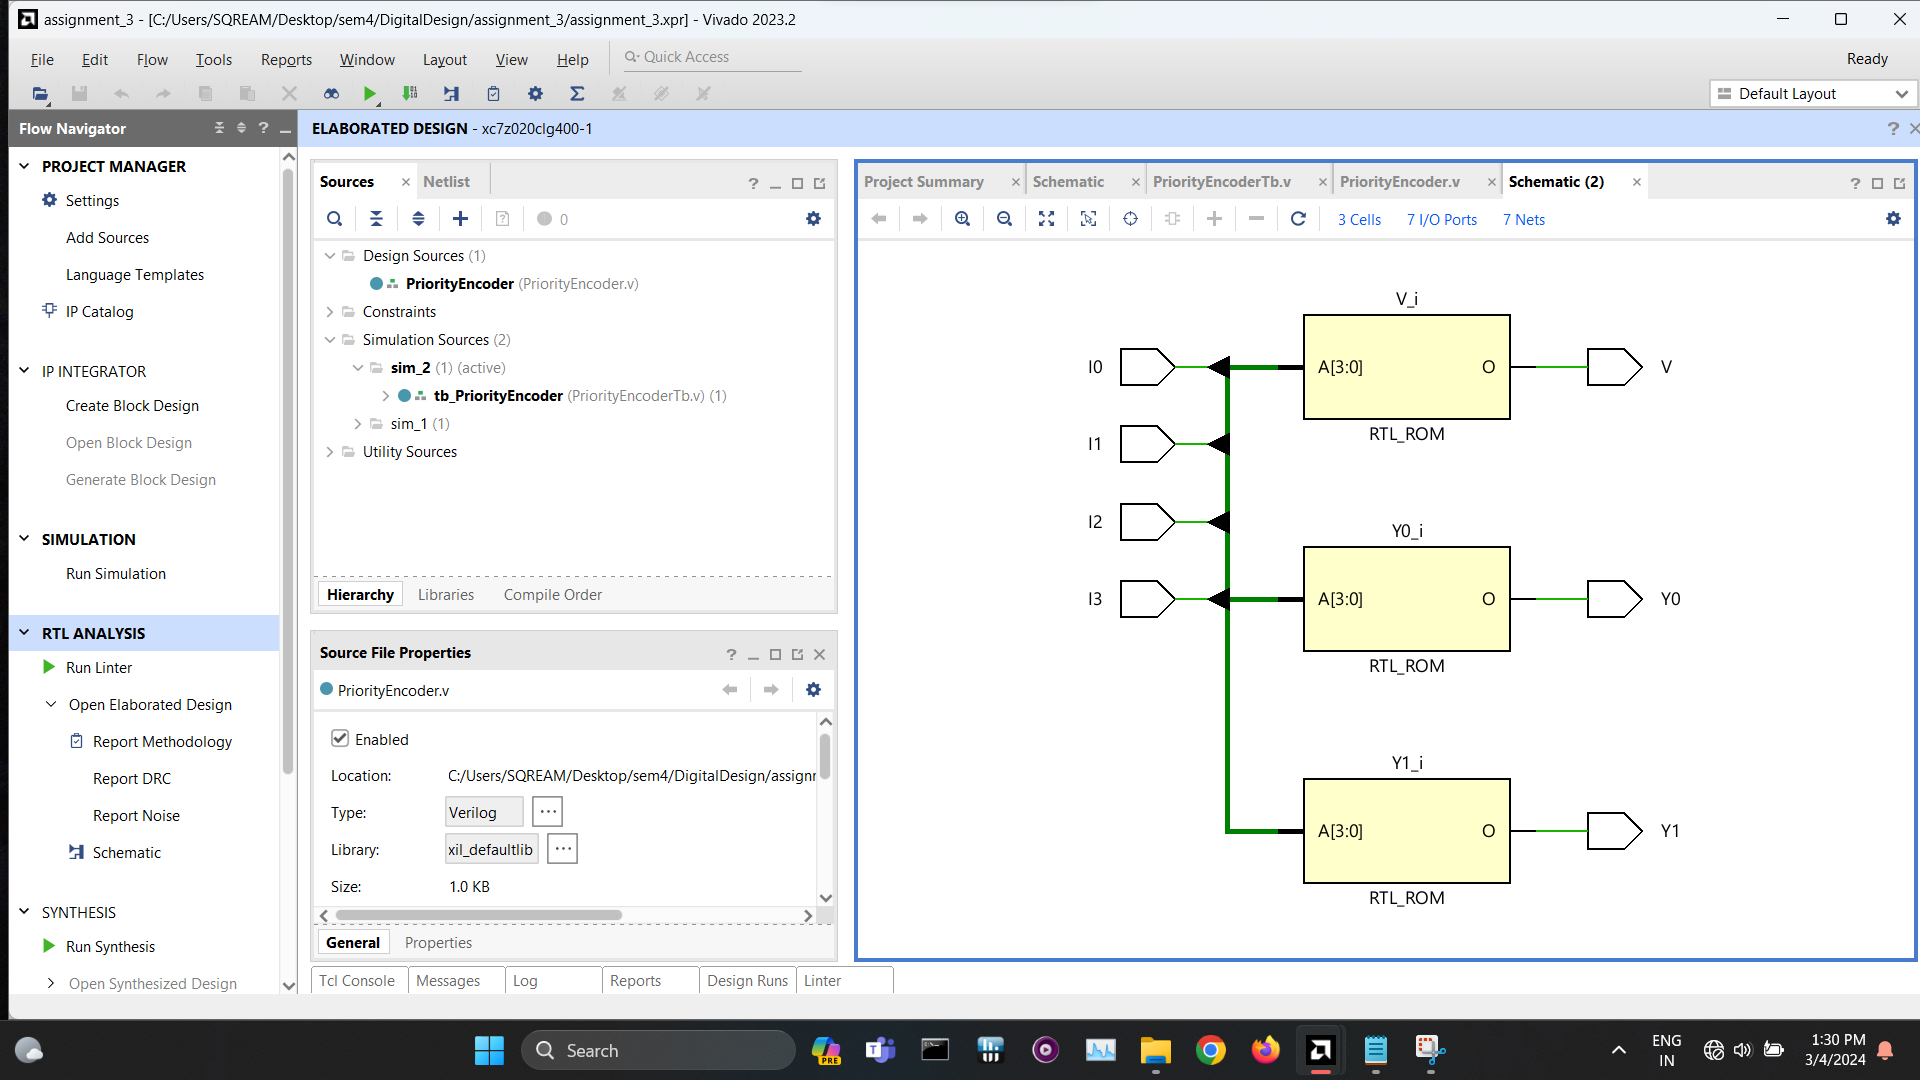 assignment_3 - [C:/Users/SQREAM/Desktop/sem4/DigitalDesign/assignment_3/assignment_3.xpr] - Vivado 2023.2
File Edit Flow Tools Reports Window Layout View Help Quick Access Ready
Default Layout
Flow Navigator
PROJECT MANAGER
Settings
Add Sources
Language Templates
IP Catalog
IP INTEGRATOR
Create Block Design
Open Block Design
Generate Block Design
SIMULATION
Run Simulation
RTL ANALYSIS
Run Linter
Open Elaborated Design
Report Methodology
Report DRC
Report Noise
Schematic
SYNTHESIS
Run Synthesis
Open Synthesized Design
ELABORATED DESIGN - xc7z020clg400-1
Sources Netlist
0
Design Sources (1)
PriorityEncoder (PriorityEncoder.v)
Constraints
Simulation Sources (2)
sim_2 (1) (active)
tb_PriorityEncoder (PriorityEncoderTb.v) (1)
sim_1 (1)
Utility Sources
Hierarchy Libraries Compile Order
Source File Properties
PriorityEncoder.v
Enabled
Location: C:/Users/SQREAM/Desktop/sem4/DigitalDesign/assignr
Type: Verilog ...
Library: xil_defaultlib ...
Size: 1.0 KB
General Properties
Project Summary Schematic PriorityEncoderTb.v PriorityEncoder.v Schematic (2)
3 Cells 7 I/O Ports 7 Nets
V_i
I0 A[3:0] O V
RTL_ROM
I1
I2
Y0_i
I3 A[3:0] O Y0
RTL_ROM
Y1_i
A[3:0] O Y1
RTL_ROM
Tcl Console Messages Log Reports Design Runs Linter
Search
PRE
ENG
IN
1:30 PM
3/4/2024